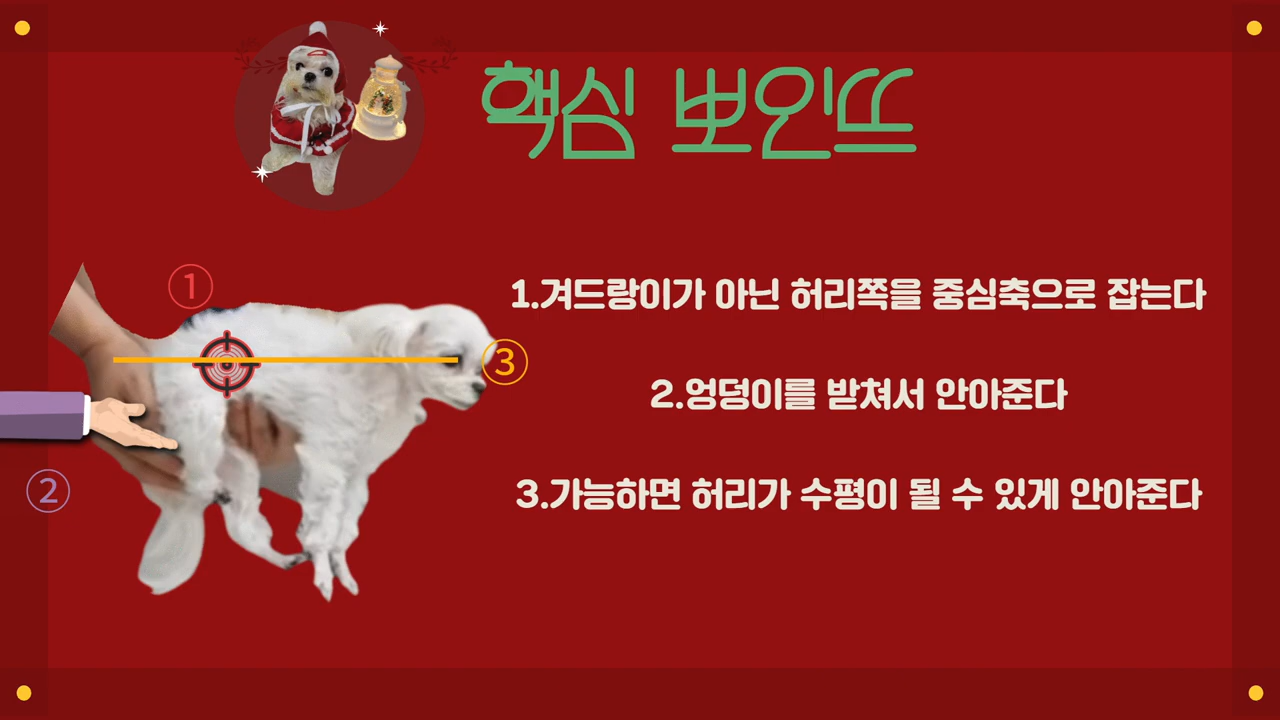 핵심 뽀인뜨
①
1.겨드랑이가 아닌 허리쪽을 중심축으로 잡는다
③
2.엉덩이를 받쳐서 안아준다
②
3.가능하면 허리가 수평이 될 수 있게 안아준다